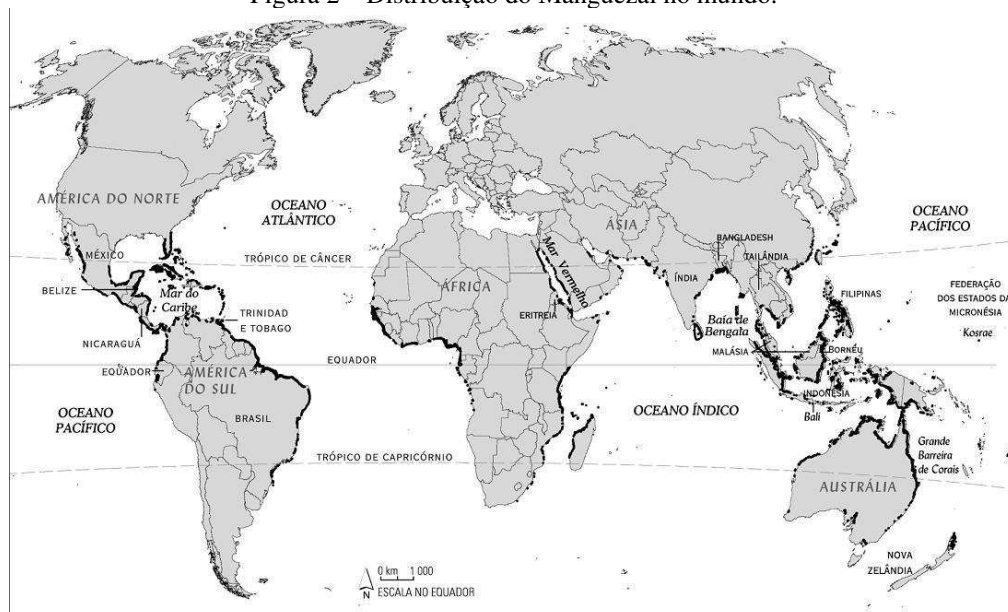 Figura 2 – Distribuição do Manguezal no mundo.
AMÉRICA DO NORTE
OCEANO
ATLÂNTICO
ÁSIA
OCEANO
PACÍFICO
MÉXICO
TRÓPICO DE CÂNCER
Mar Vermelho
BANGLADESH
TAILÂNDIA
BELIZE
Mar do
Caribe
ÁFRICA
ÍNDIA
FILIPINAS
FEDERAÇÃO
DOS ESTADOS DA
MICRONÉSIA
Kosrae
TRINIDAD
E TOBAGO
ERITREIA
Baía de
Bengala
NICARAGUÁ
MALÁSIA
BORNÉU
EQUADOR
EQUADOR
AMÉRICA
DO SUL
INDONÉSIA
OCEANO
PACÍFICO
BRASIL
OCEANO ÍNDICO
Bali
Grande
Barreira
de Corais
TRÓPICO DE CAPRICÓRNIO
AUSTRÁLIA
NOVA
ZELÂNDIA
0 km 1 000
N ESCALA NO EQUADOR